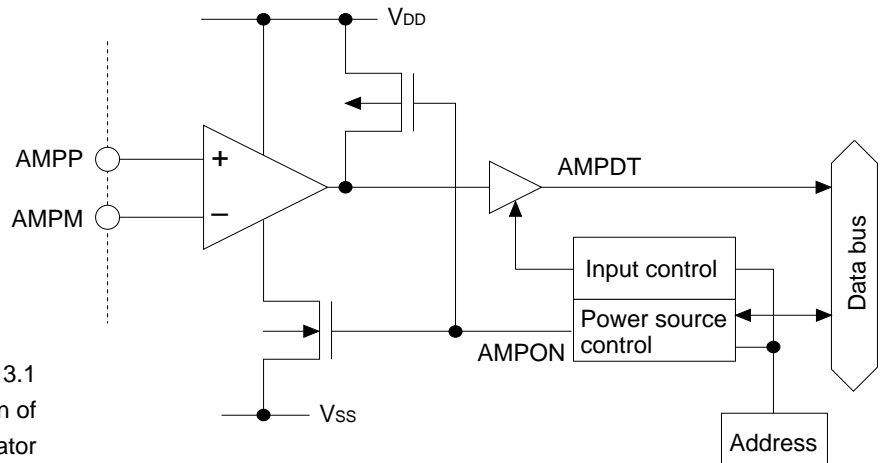 VDD
AMPP
+
AMPDT
AMPM
−
Input control
Data bus
Power source
control
AMPON
3.1
of
VSS
ator
Address